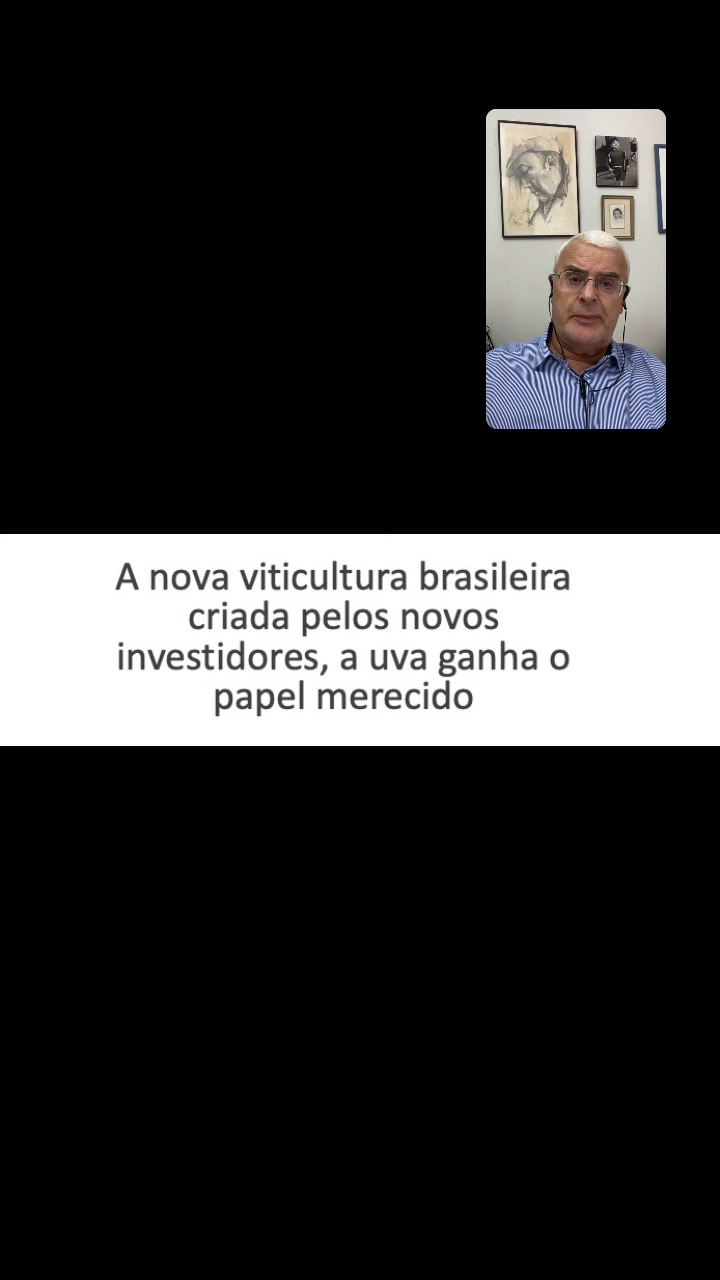 A nova viticultura brasileira
criada pelos novos
investidores, a uva ganha o
papel merecido